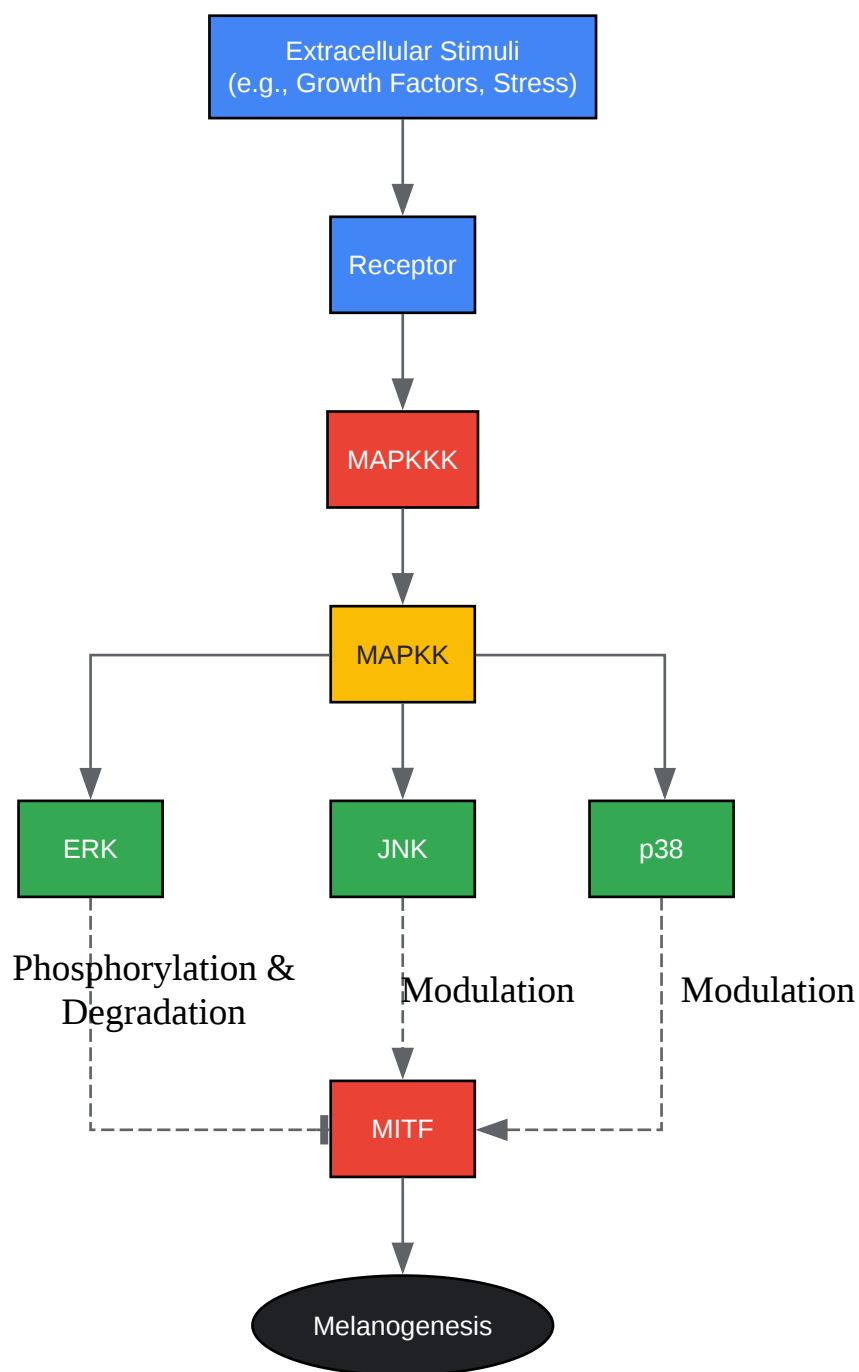 Extracellular Stimuli
(e.g., Growth Factors, Stress)
Receptor
MAPKKK
MAPKK
ERK
JNK
p38
Phosphorylation &
Degradation
Modulation
Modulation
MITF
Melanogenesis